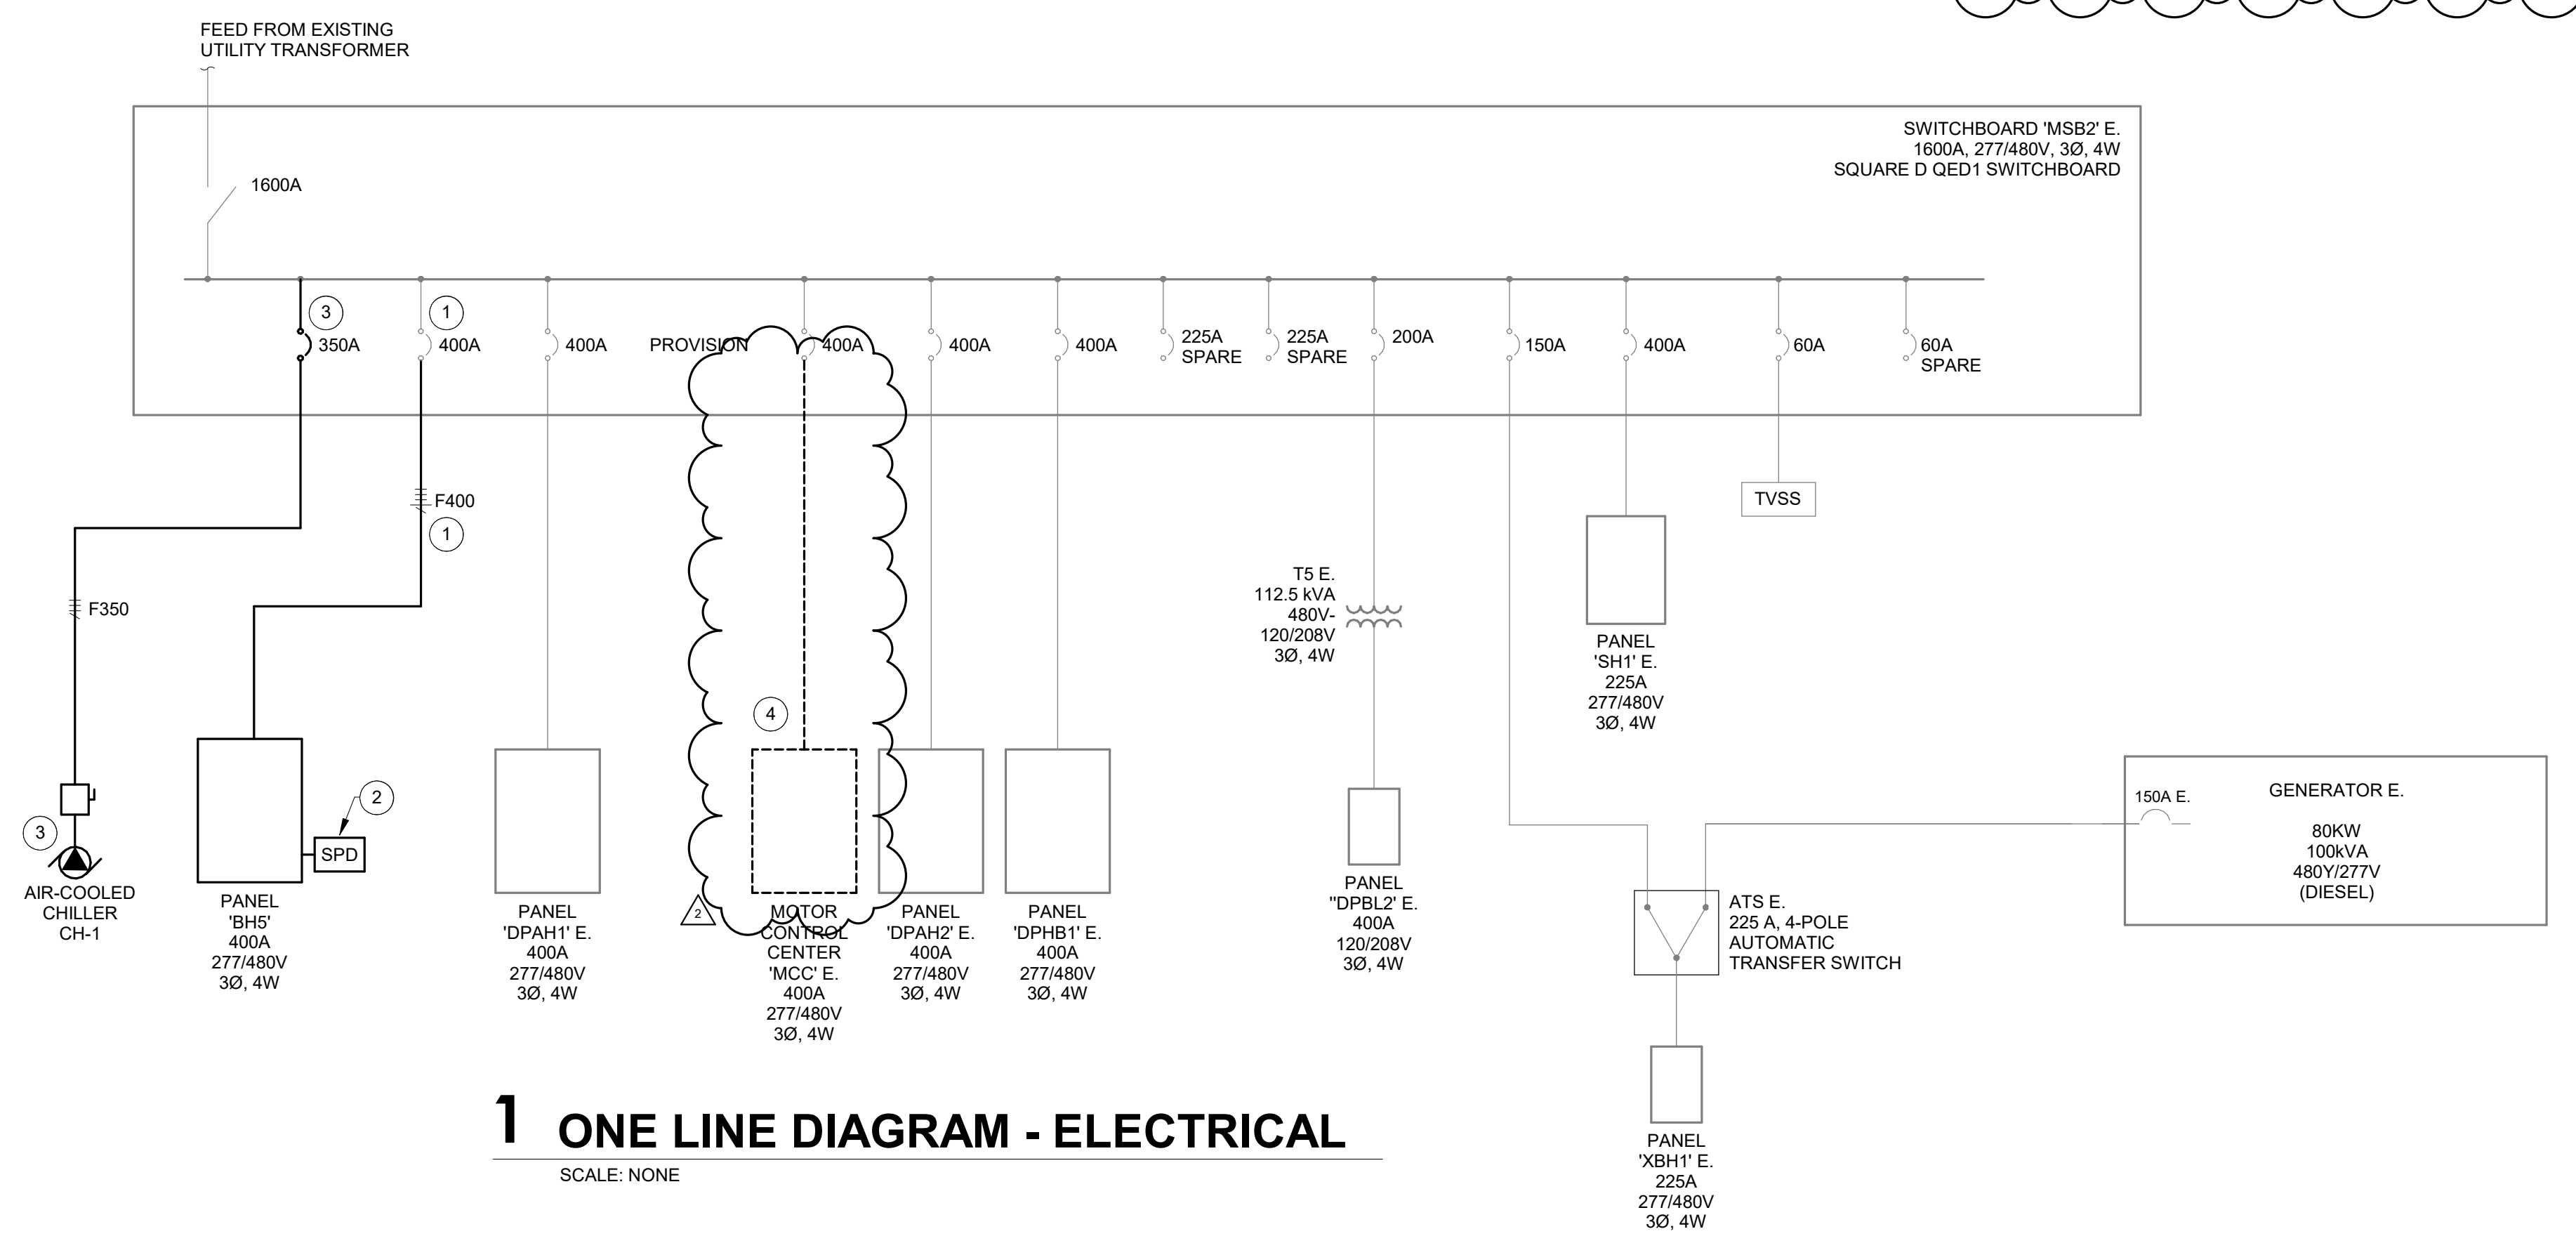 FEED FROM EXISTING
UTILITY TRANSFORMER
SWITCHBOARD 'MSB2' E.
1600A, 277/480V, 3Ø, 4W
SQUARE D QED1 SWITCHBOARD
1600A
3
350A
1
400A
400A
PROVISION
400A
400A
400A
225A
SPARE
225A
SPARE
200A
150A
400A
60A
60A
SPARE
F400
1
F350
TVSS
T5 E.
112.5 kVA
480V-
120/208V
3Ø, 4W
PANEL
'SH1' E.
225A
277/480V
3Ø, 4W
4
2
SPD
3
AIR-COOLED
CHILLER
CH-1
PANEL
'BH5'
400A
277/480V
3Ø, 4W
PANEL
'DPAH1' E.
400A
277/480V
3Ø, 4W
2
MOTOR
CONTROL
CENTER
'MCC' E.
400A
277/480V
3Ø, 4W
PANEL
'DPAH2' E.
400A
277/480V
3Ø, 4W
PANEL
'DPHB1' E.
400A
277/480V
3Ø, 4W
PANEL
"DPBL2' E.
400A
120/208V
3Ø, 4W
150A E.
GENERATOR E.
80KW
100kVA
480Y/277V
(DIESEL)
ATS E.
225 A, 4-POLE
AUTOMATIC
TRANSFER SWITCH
PANEL
'XBH1' E.
225A
277/480V
3Ø, 4W
1 ONE LINE DIAGRAM - ELECTRICAL
SCALE: NONE